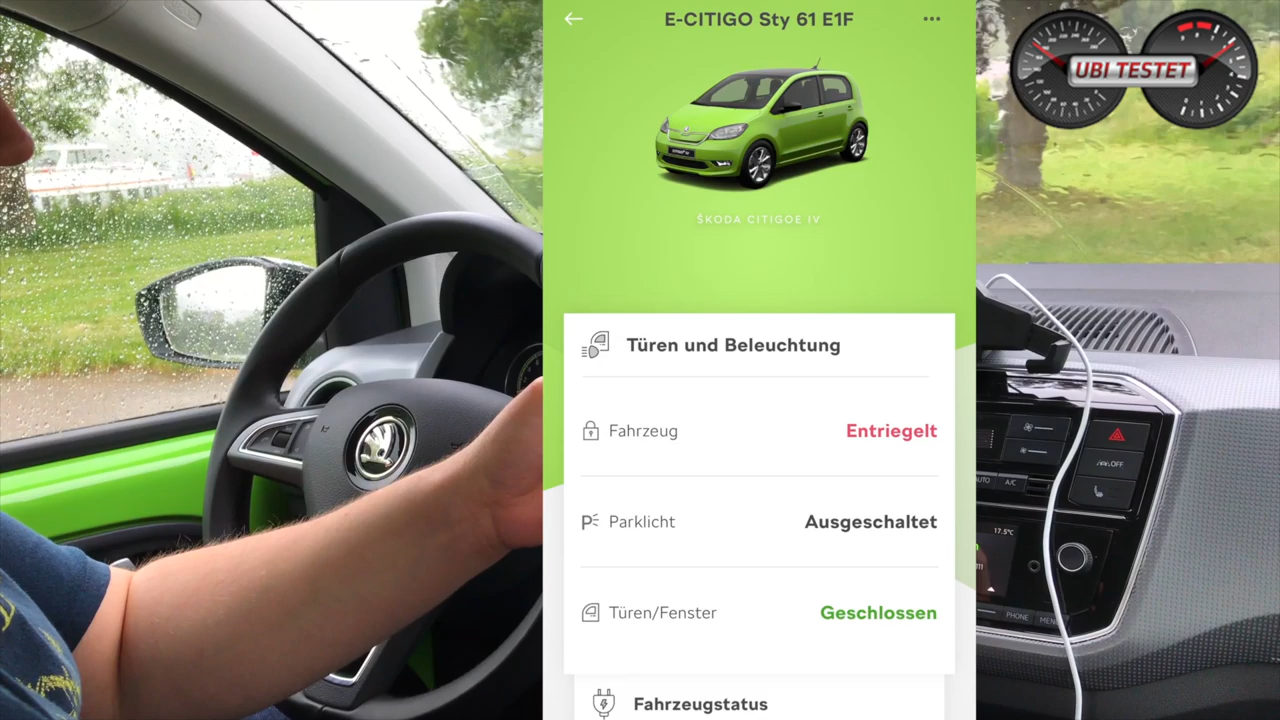 E-CITIGO Sty 61 E1F
ŠKODA CITIGOE IV
Türen und Beleuchtung
Fahrzeug Entriegelt
Parklicht Ausgeschaltet
Türen/Fenster Geschlossen
Fahrzeugstatus
UBI TESTET
OFF
A/C
17.5°C
PHONE